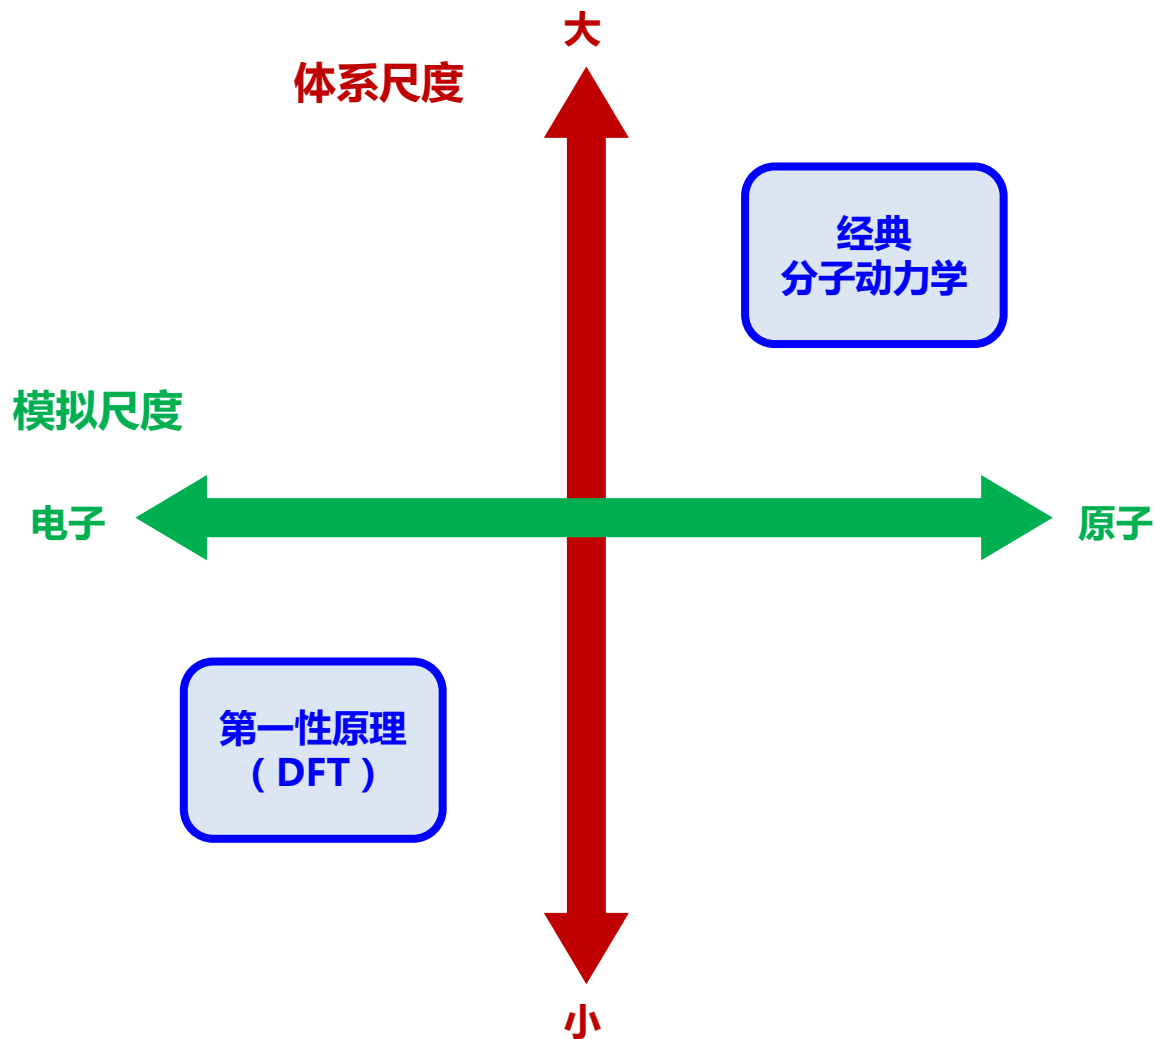 大
体系尺度
经典
分子动力学
模拟尺度
电子
原子
第一性原理
（DFT）
小